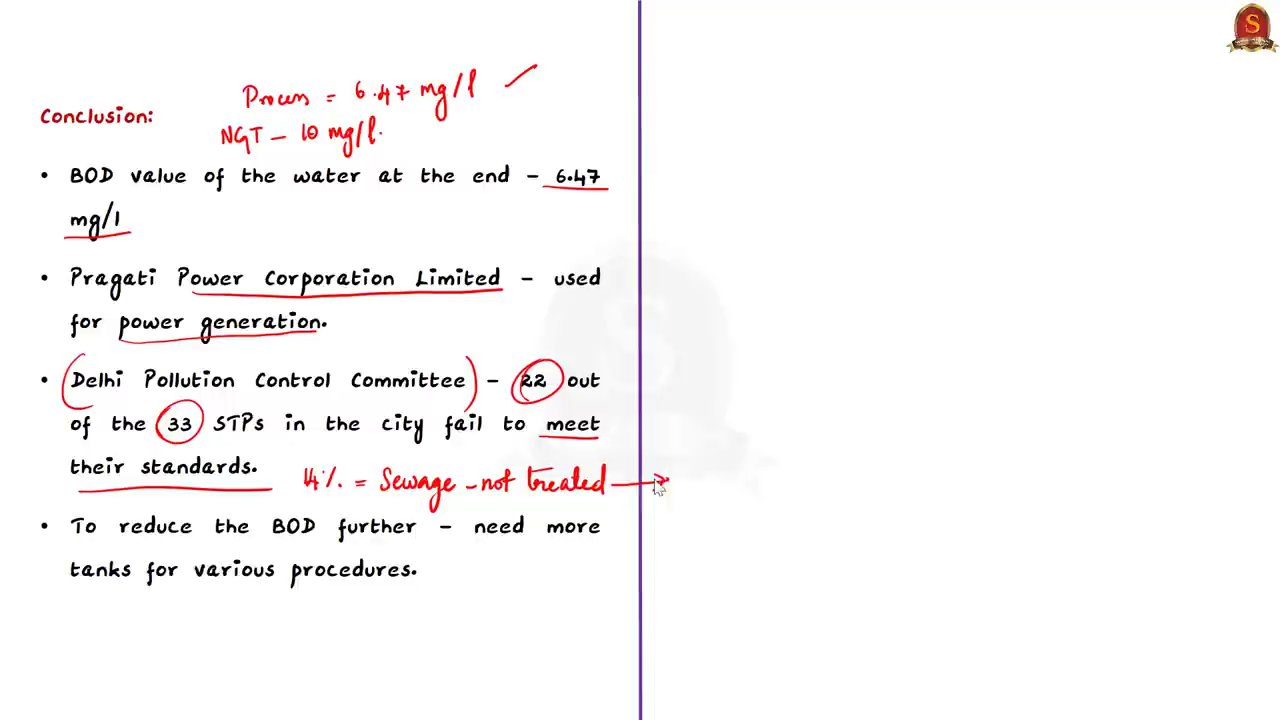 Process = 6.47 mg/l
Conclusion:
NGT - 10 mg/l.
• BOD value of the water at the end - 6.47
mg/l
• Pragati Power Corporation Limited - used
for power generation.
• Delhi Pollution Control Committee - 22 out
of the 33 STPs in the city fail to meet
their standards.
14% = Sewage - not treated
• To reduce the BOD further - need more
tanks for various procedures.
S